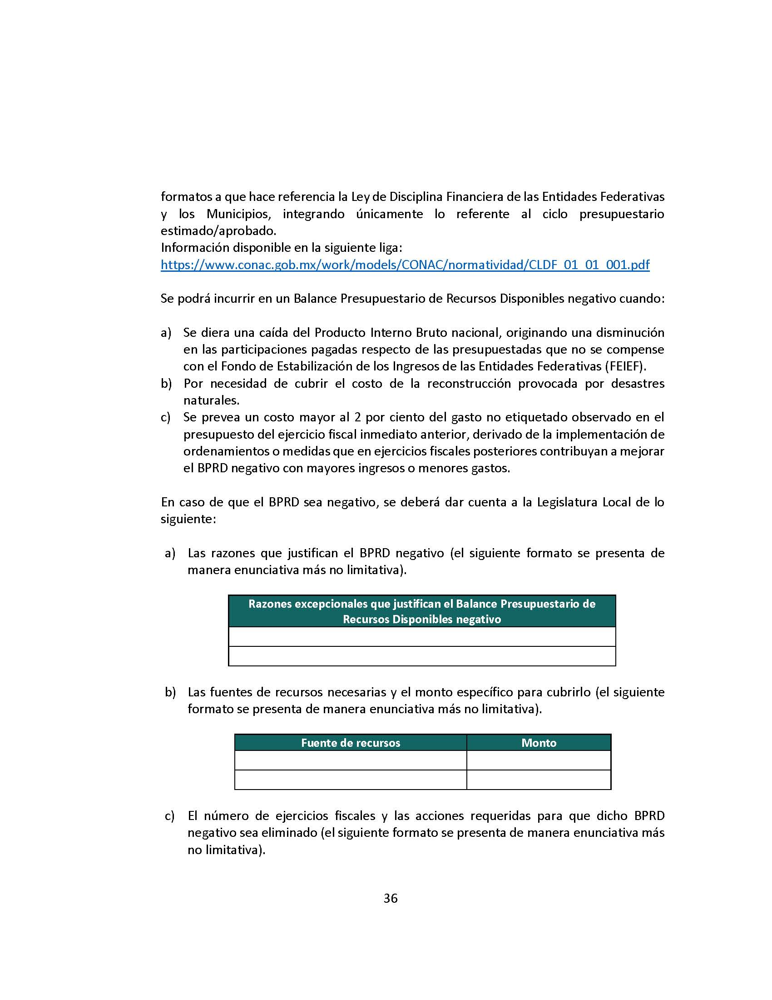 formatos a que hace referencia la Ley de Disciplina Financiera de las Entidades Federativas
y los Municipios, integrando únicamente lo referente al ciclo presupuestario
estimado/aprobado.
Información disponible en la siguiente liga:
https://www.conac.gob.mx/work/models/CONAC/normatividad/CLDF_01_01_001.pdf
Se podrá incurrir en un Balance Presupuestario de Recursos Disponibles negativo cuando:
a) Se diera una caída del Producto Interno Bruto nacional, originando una disminución
en las participaciones pagadas respecto de las presupuestadas que no se compense
con el Fondo de Estabilización de los Ingresos de las Entidades Federativas (FEIEF).
b) Por necesidad de cubrir el costo de la reconstrucción provocada por desastres
naturales.
c) Se prevea un costo mayor al 2 por ciento del gasto no etiquetado observado en el
presupuesto del ejercicio fiscal inmediato anterior, derivado de la implementación de
ordenamientos o medidas que en ejercicios fiscales posteriores contribuyan a mejorar
el BPRD negativo con mayores ingresos o menores gastos.
En caso de que el BPRD sea negativo, se deberá dar cuenta a la Legislatura Local de lo
siguiente:
a) Las razones que justifican el BPRD negativo (el siguiente formato se presenta de
manera enunciativa más no limitativa).
Razones excepcionales que justifican el Balance Presupuestario de
Recursos Disponibles negativo
b) Las fuentes de recursos necesarias y el monto específico para cubrirlo (el siguiente
formato se presenta de manera enunciativa más no limitativa).
Fuente de recursos Monto
c) El número de ejercicios fiscales y las acciones requeridas para que dicho BPRD
negativo sea eliminado (el siguiente formato se presenta de manera enunciativa más
no limitativa).
36